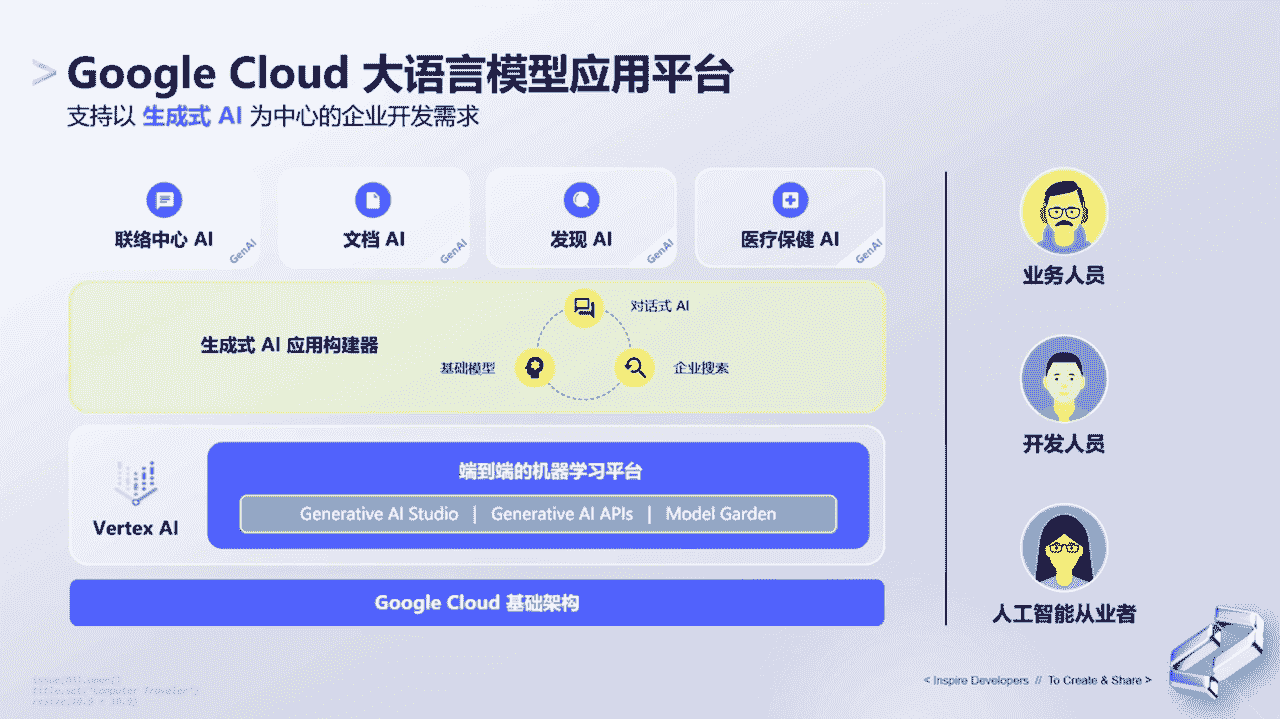 > Google Cloud 大语言模型应用平台
支持以 生成式 AI 为中心的企业开发需求
联络中心 AI
GenAI
文档 AI
GenAI
发现 AI
GenAI
医疗保健 AI
GenAI
生成式 AI 应用构建器
对话式 AI
基础模型
企业搜索
Vertex AI
端到端的机器学习平台
Generative AI Studio | Generative AI APIs | Model Garden
Google Cloud 基础架构
业务人员
开发人员
人工智能从业者
< Inspire Developers // To Create & Share >